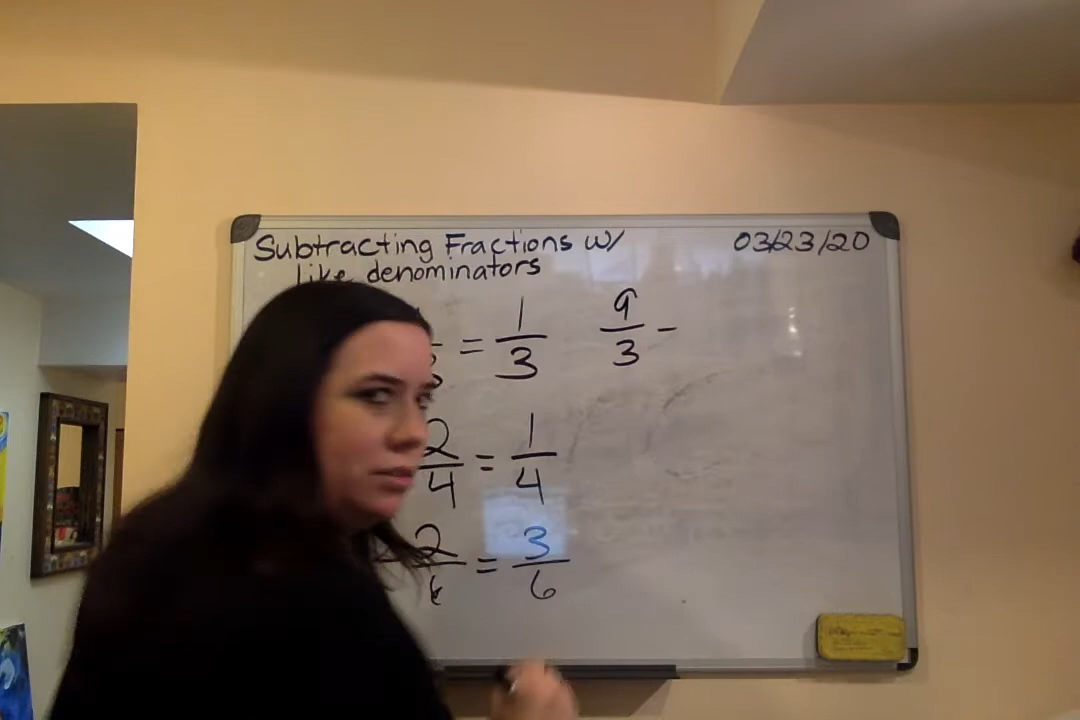 Subtracting Fractions w/ 03/23/20
like denominators
= 1/3 9/3 -
2/4 = 1/4
2/6 = 3/6